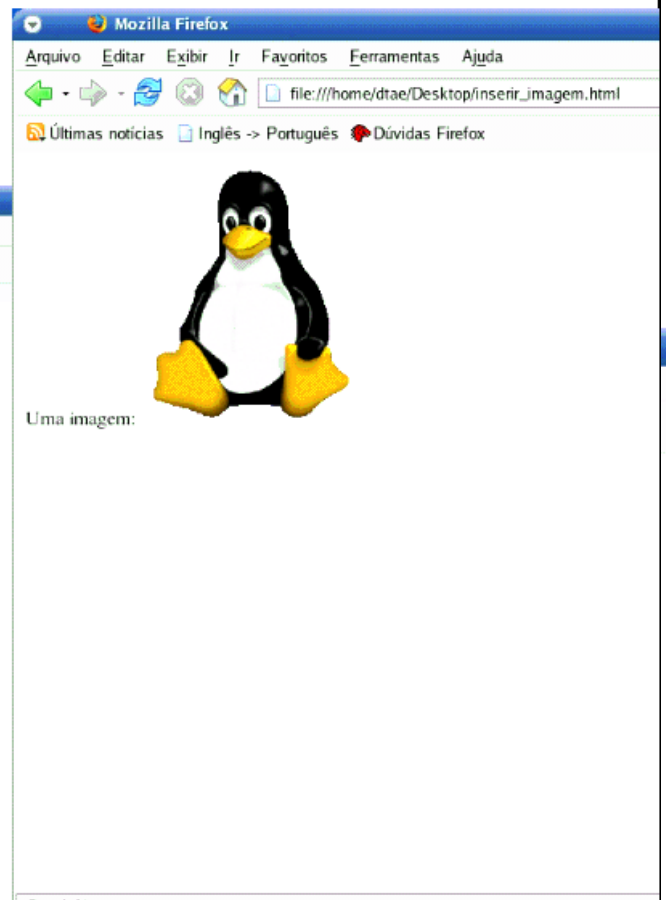 Mozilla Firefox
Arquivo Editar Exibir Ir Favoritos Ferramentas Ajuda
file:///home/dtae/Desktop/inserir_imagem.html
Últimas notícias Inglês -> Português Dúvidas Firefox
Uma imagem: